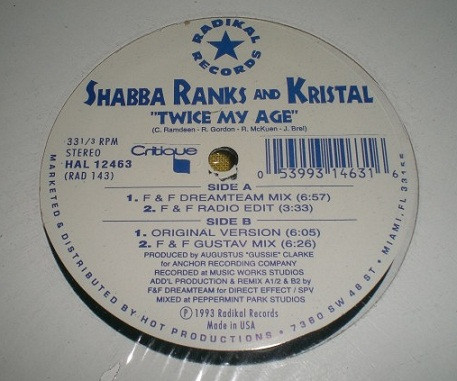 RADIKAL
RECORDS
SHABBA RANKS AND KRISTAL
"TWICE MY AGE"
(C. Ramdeen - R. Gordon - R. McKuen - J. Brel)
33 1/3 RPM
STEREO
HAL 12463
(RAD 143)
Critique
0 53993 14631 6
SIDE A
1. F & F DREAMTEAM MIX (6:57)
2. F & F RADIO EDIT (3:33)
SIDE B
1. ORIGINAL VERSION (6:05)
2. F & F GUSTAV MIX (6:26)
PRODUCED BY AUGUSTUS "GUSSIE" CLARKE
FOR ANCHOR RECORDING COMPANY
RECORDED AT MUSIC WORKS STUDIOS
ADD'L PRODUCTION & REMIX A1/2 & B2 by
F&F DREAMTEAM for DIRECT EFFECT / SPV
MIXED at PEPPERMINT PARK STUDIOS
℗ 1993 Radikal Records
Made in USA
MARKETED & DISTRIBUTED BY HOT PRODUCTIONS • 7360 SW 48 ST • MIAMI, FL 33155